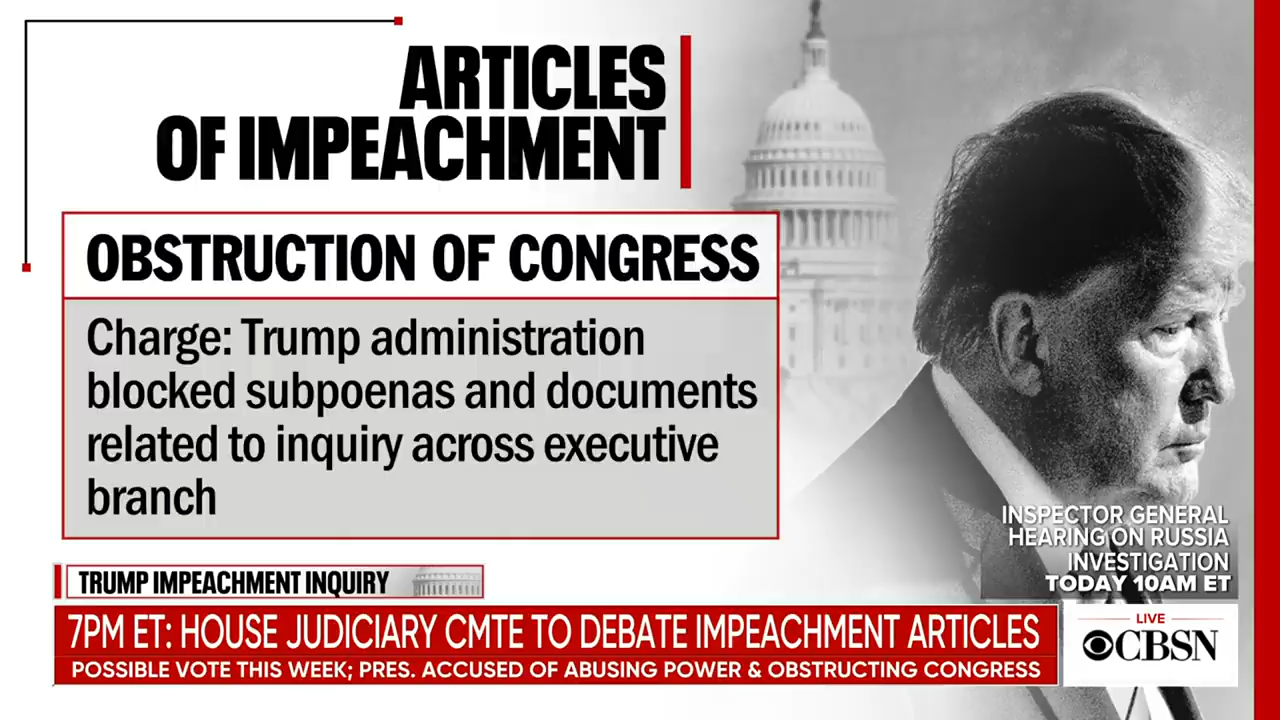 ARTICLES
OF IMPEACHMENT
OBSTRUCTION OF CONGRESS
Charge: Trump administration
blocked subpoenas and documents
related to inquiry across executive
branch
INSPECTOR GENERAL
HEARING ON RUSSIA
INVESTIGATION
TODAY 10AM ET
TRUMP IMPEACHMENT INQUIRY
7PM ET: HOUSE JUDICIARY CMTE TO DEBATE IMPEACHMENT ARTICLES
POSSIBLE VOTE THIS WEEK; PRES. ACCUSED OF ABUSING POWER & OBSTRUCTING CONGRESS
LIVE
CBSN